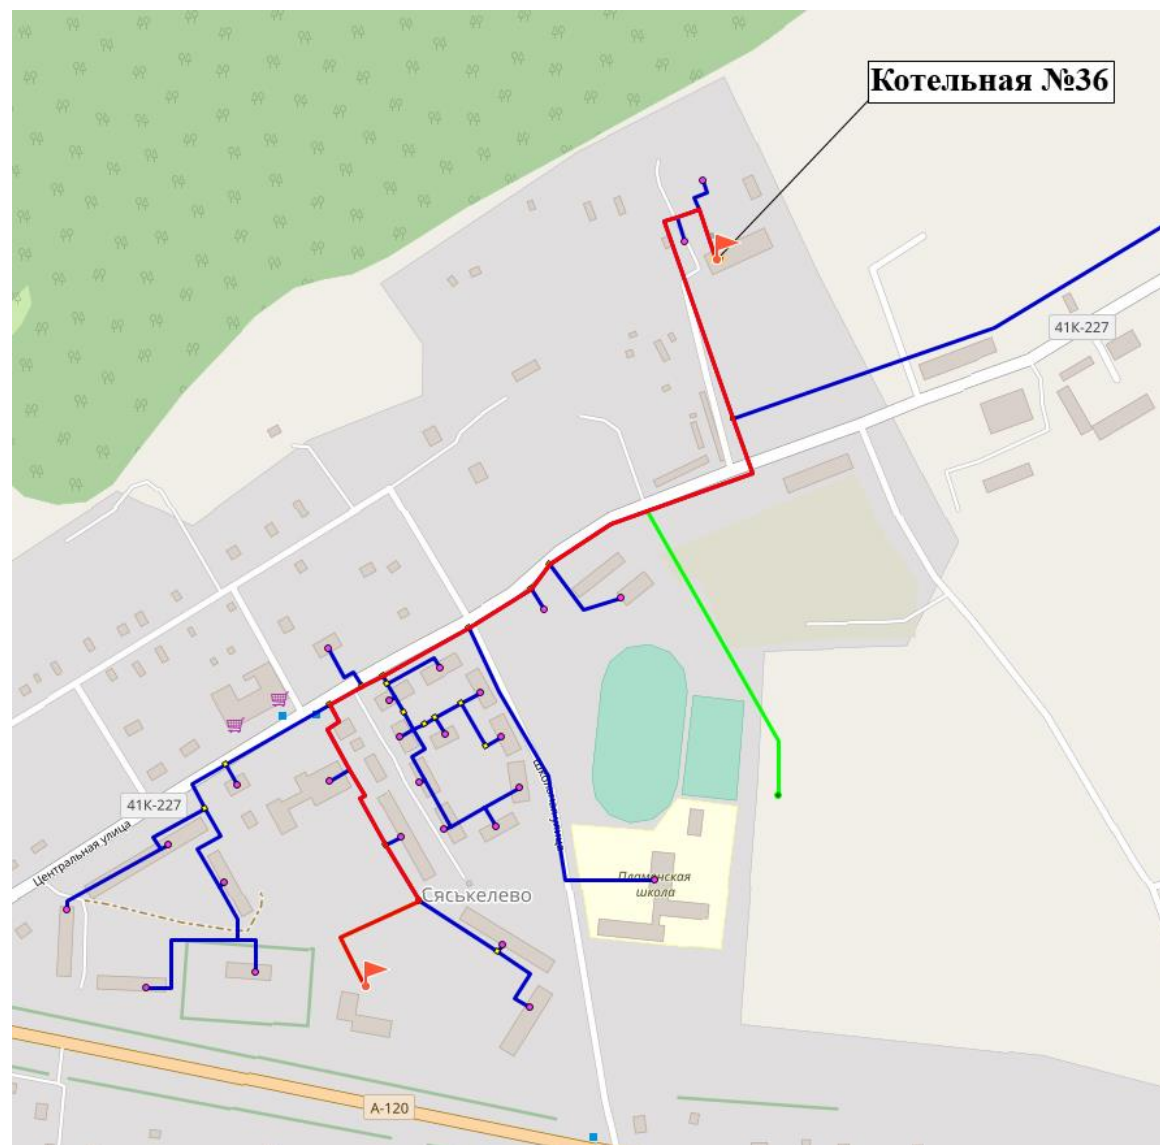 Котельная №36
41К-227
41К-227
Центральная улица
Школьная улица
Пламенская
школа
Сяськелево
А-120